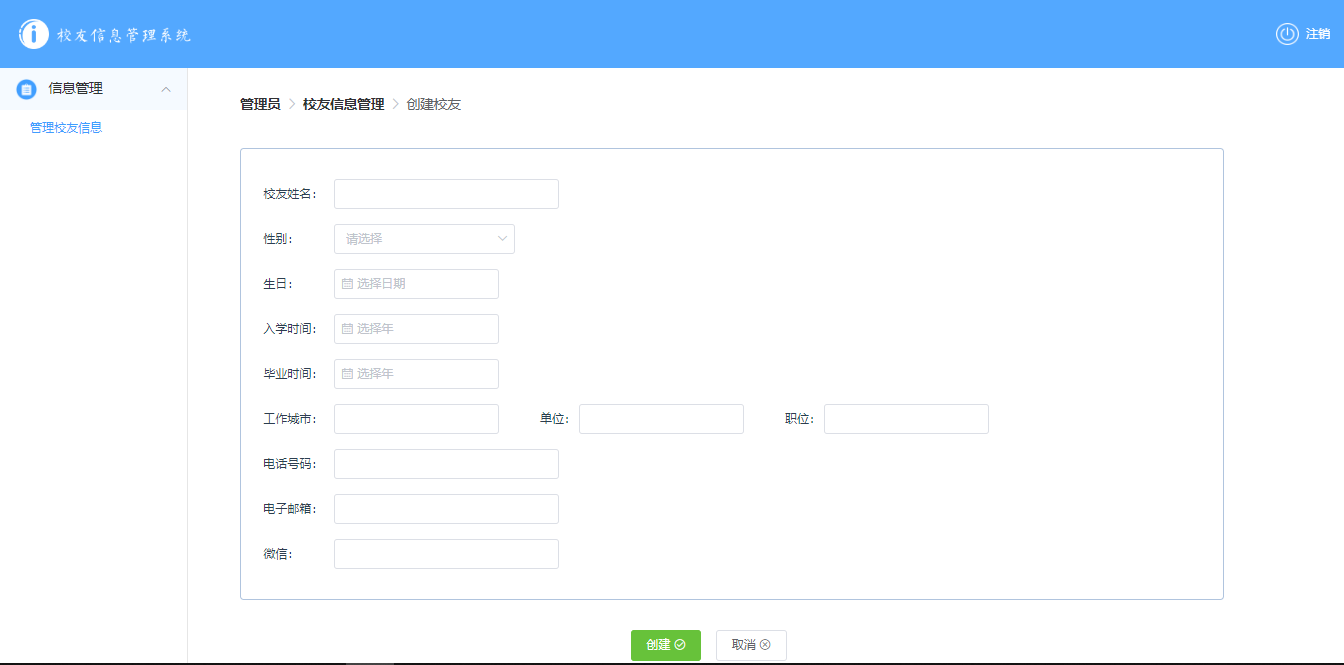 校友信息管理系统
注销
信息管理
管理校友信息
管理员 > 校友信息管理 > 创建校友
校友姓名:
性别: 请选择
生日: 选择日期
入学时间: 选择年
毕业时间: 选择年
工作城市: 单位: 职位:
电话号码:
电子邮箱:
微信:
创建 取消